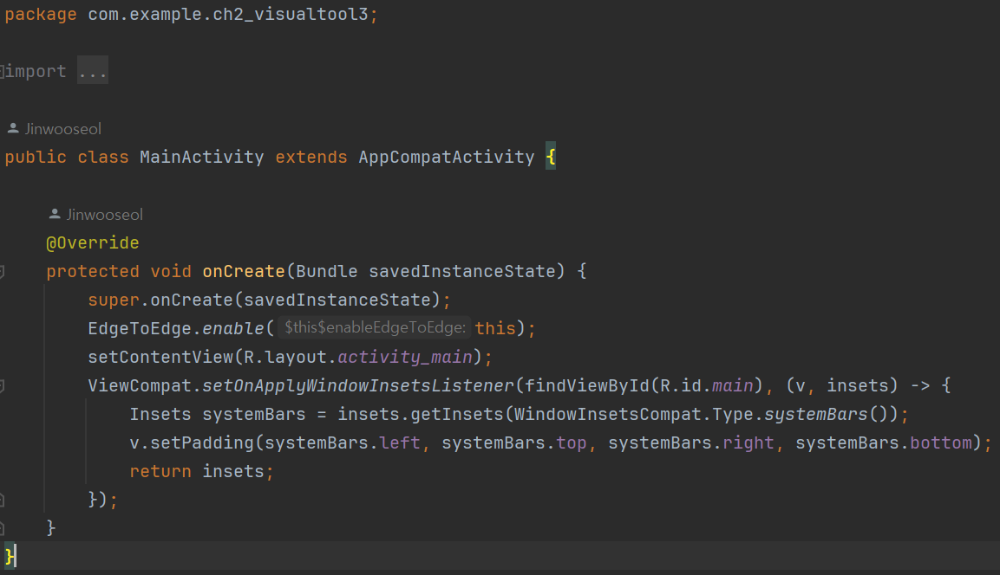 package com.example.ch2_visualtool3;
import ...
Jinwooseol
public class MainActivity extends AppCompatActivity {
Jinwooseol
@Override
protected void onCreate(Bundle savedInstanceState) {
super.onCreate(savedInstanceState);
EdgeToEdge.enable( $this$enableEdgeToEdge: this);
setContentView(R.layout.activity_main);
ViewCompat.setOnApplyWindowInsetsListener(findViewById(R.id.main), (v, insets) -> {
Insets systemBars = insets.getInsets(WindowInsetsCompat.Type.systemBars());
v.setPadding(systemBars.left, systemBars.top, systemBars.right, systemBars.bottom);
return insets;
});
}
}